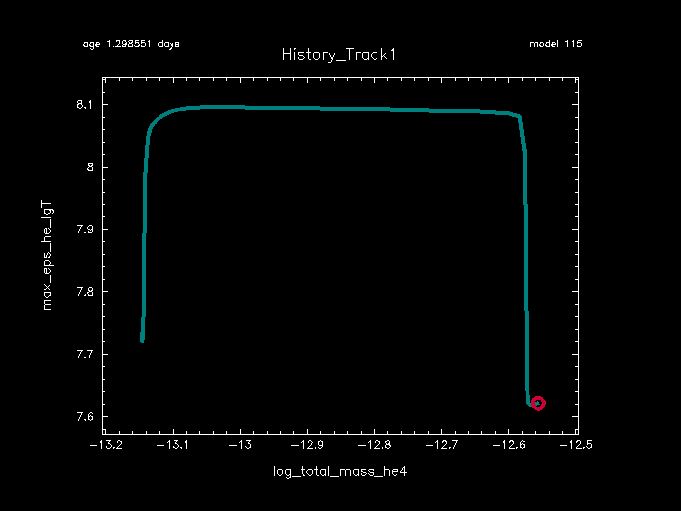 age 1.298551 days
model 115
History_Track1
8.1
8
7.9
7.8
7.7
7.6
max_eps_he_lgT
−13.2 −13.1 −13 −12.9 −12.8 −12.7 −12.6 −12.5
log_total_mass_he4